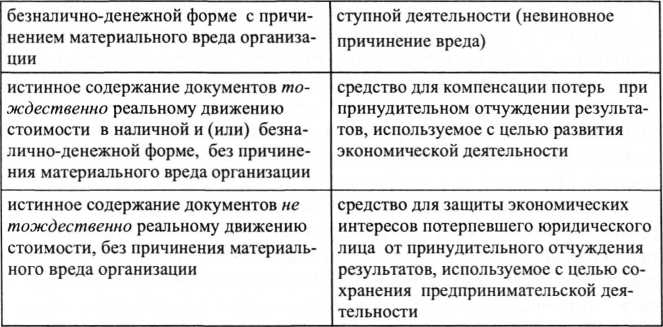 безналично-денежной форме с причи-
нением материального вреда организа-
ции
ступной деятельности (невиновное
причинение вреда)
истинное содержание документов то-
ждественно реальному движению
стоимости в наличной и (или) безна-
лично-денежной форме, без причине-
ния материального вреда организации
средство для компенсации потерь при
принудительном отчуждении результа-
тов, используемое с целью развития
экономической деятельности
истинное содержание документов не
тождественно реальному движению
стоимости, без причинения материаль-
ного вреда организации
средство для защиты экономических
интересов потерпевшего юридического
лица от принудительного отчуждения
результатов, используемое с целью со-
хранения предпринимательской дея-
тельности